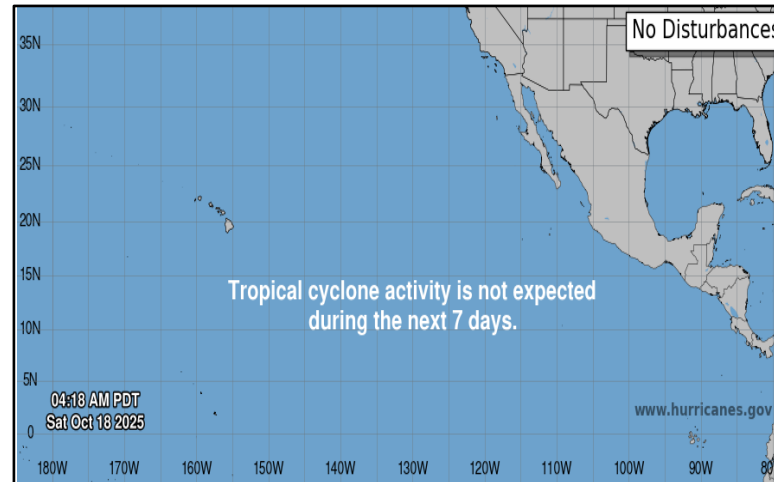 No Disturbances
35N
30N
25N
20N
15N
Tropical cyclone activity is not expected
during the next 7 days.
10N
5N
04:18 AM PDT
Sat Oct 18 2025
www.hurricanes.gov
0
180W 170W 160W 150W 140W 130W 120W 110W 100W 90W